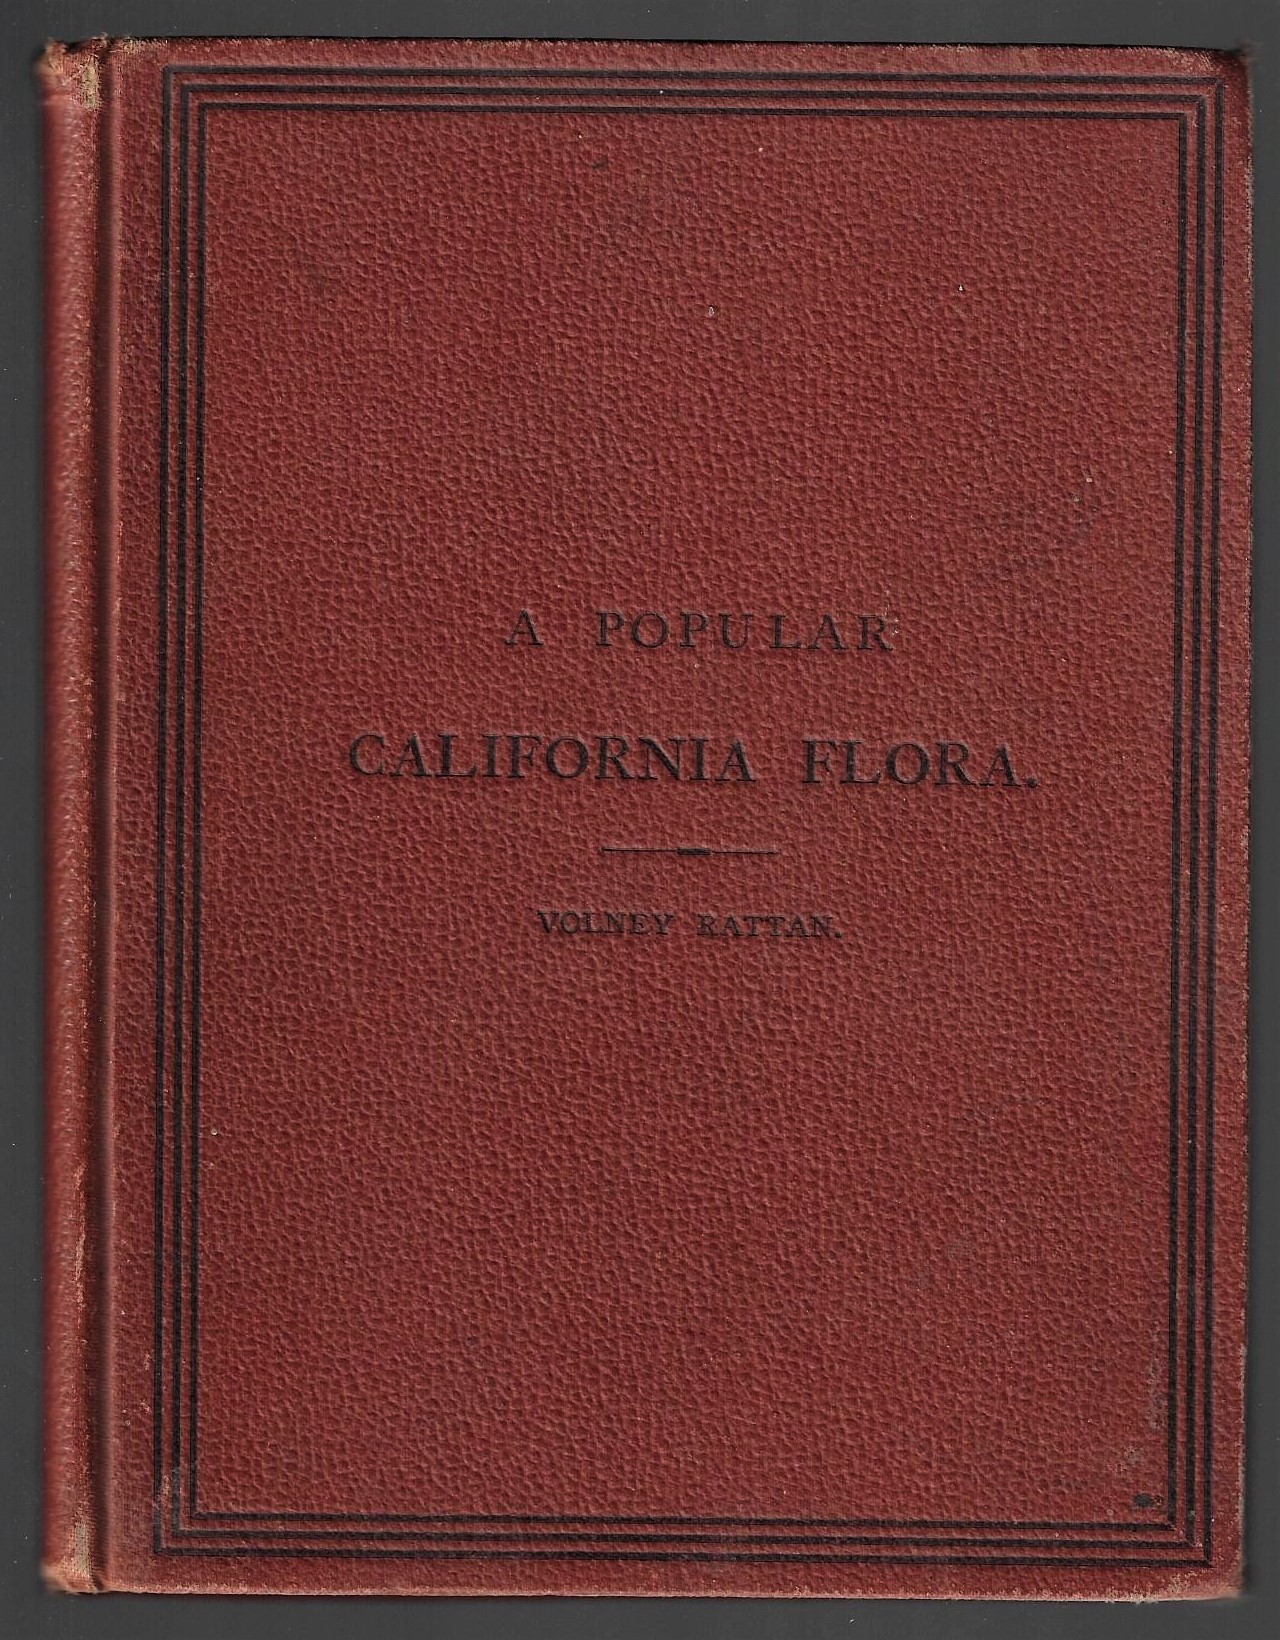 A POPULAR
CALIFORNIA FLORA.
VOLNEY RATTAN.